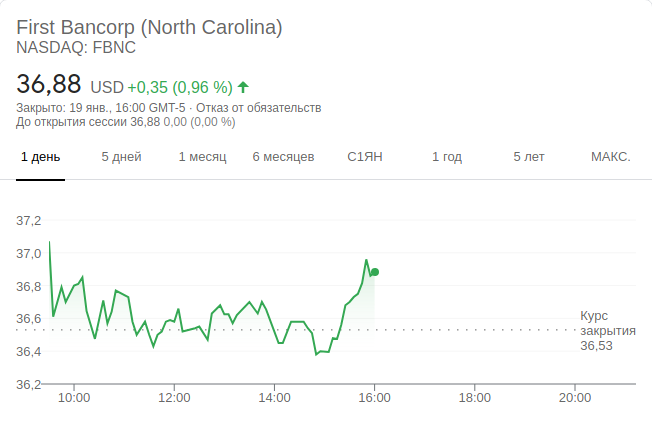 First Bancorp (North Carolina)
NASDAQ: FBNC
36,88 USD +0,35 (0,96 %)
Закрыто: 19 янв., 16:00 GMT-5 · Отказ от обязательств
До открытия сессии 36,88 0,00 (0,00 %)
1 день 5 дней 1 месяц 6 месяцев С1ЯН 1 год 5 лет МАКС.
37,2
37,0
36,8
36,6
36,4
36,2
Курс
закрытия
36,53
10:00 12:00 14:00 16:00 18:00 20:00